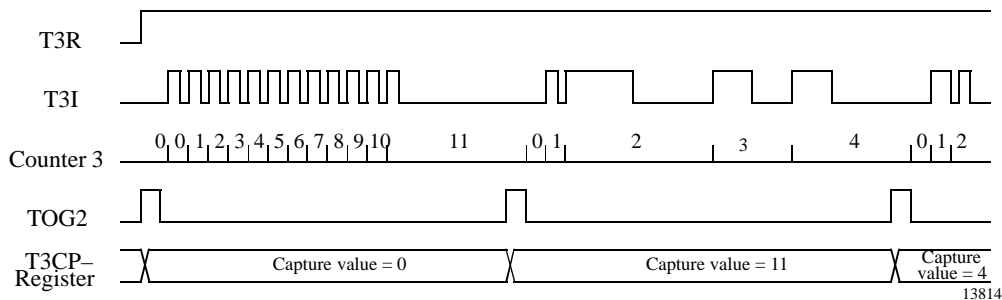 T3R
T3I
0 0 1 2 3 4 5 6 7 8 9 10 11 0 1 2 3 4 0 1 2
Counter 3
TOG2
T3CP–
Register
Capture value = 0
Capture value = 11
Capture
value = 4
13814